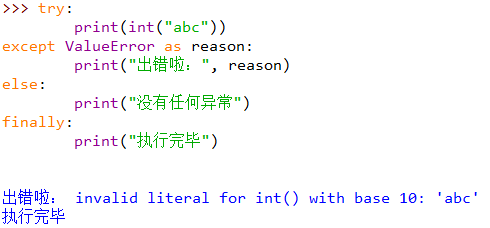 >>> try:
        print(int("abc"))
except ValueError as reason:
        print("出错啦：", reason)
else:
        print("没有任何异常")
finally:
        print("执行完毕")
出错啦： invalid literal for int() with base 10: 'abc'
执行完毕